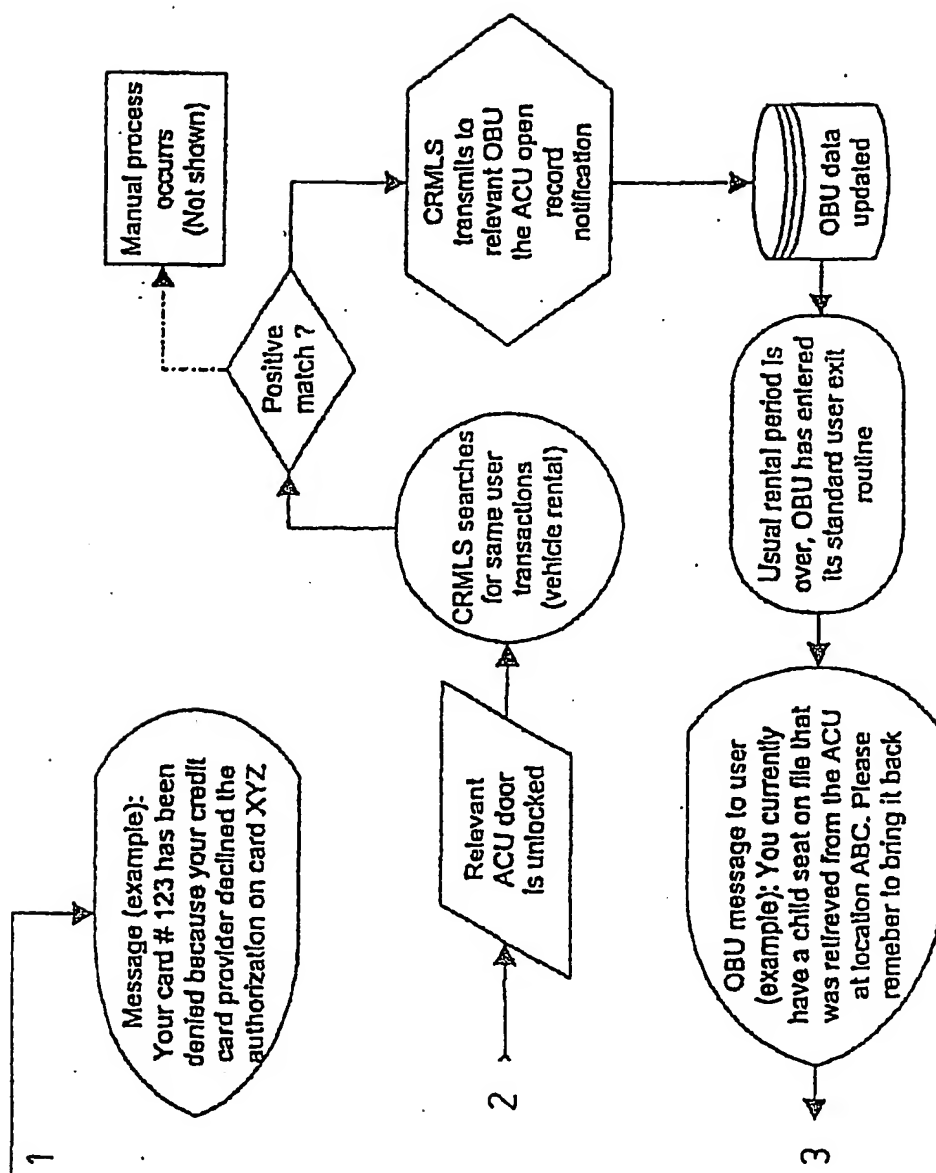 1
Message (example):
Your card # 123 has been
denied because your credit
card provider declined the
authorization on card XYZ
2
Relevant
ACU door
is unlocked
CRMLS searches
for same user
transactions
(vehicle rental)
Positive
match ?
Manual process
occurs
(Not shown)
CRMLS
transmits to
relevant OBU
the ACU open
record
notification
OBU data
updated
Usual rental period is
over, OBU has entered
its standard user exit
routine
OBU message to user
(example): You currently
have a child seat on file that
was retireved from the ACU
at location ABC. Please
remeber to bring it back
3